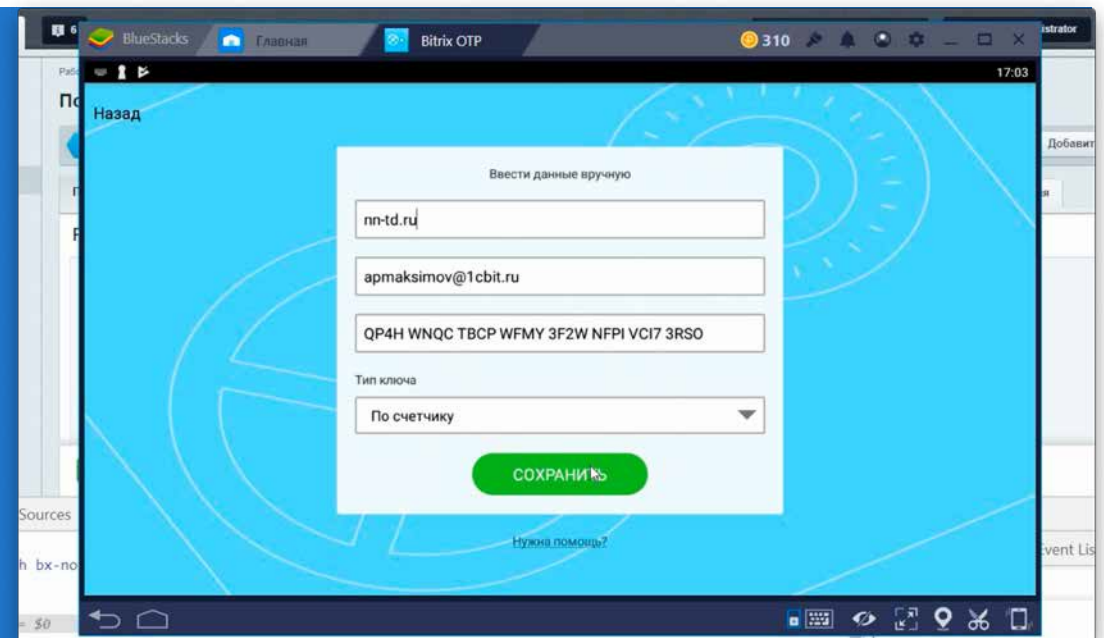 6
BlueStacks
Главная
Bitrix OTP
310
istrator
17:03
Назад
Добавит
Ввести данные вручную
nn-td.ru
apmaksimov@1cbit.ru
QP4H WNQC TBCP WFMY 3F2W NFPI VCI7 3RSO
Тип ключа
По счетчику
СОХРАНИТЬ
Нужна помощь?
Sources
Event Lis
h bx-no
= $0